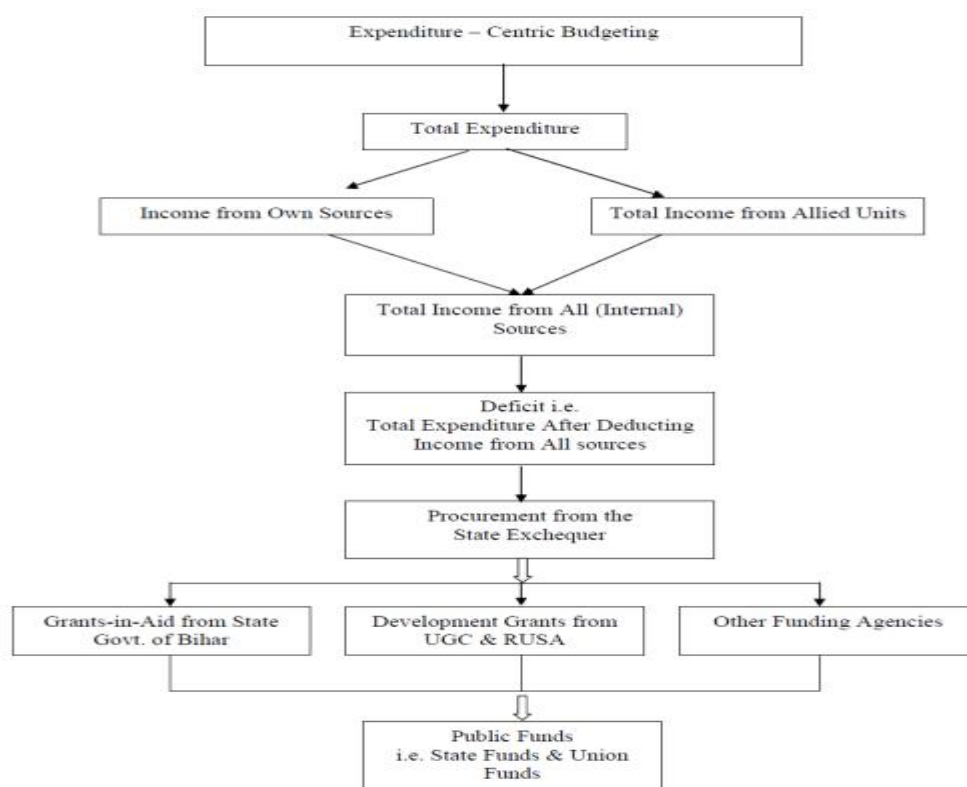 Expenditure – Centric Budgeting
Total Expenditure
Income from Own Sources
Total Income from Allied Units
Total Income from All (Internal)
Sources
Deficit i.e.
Total Expenditure After Deducting
Income from All sources
Procurement from the
State Exchequer
Grants-in-Aid from State
Govt. of Bihar
Development Grants from
UGC & RUSA
Other Funding Agencies
Public Funds
i.e. State Funds & Union
Funds